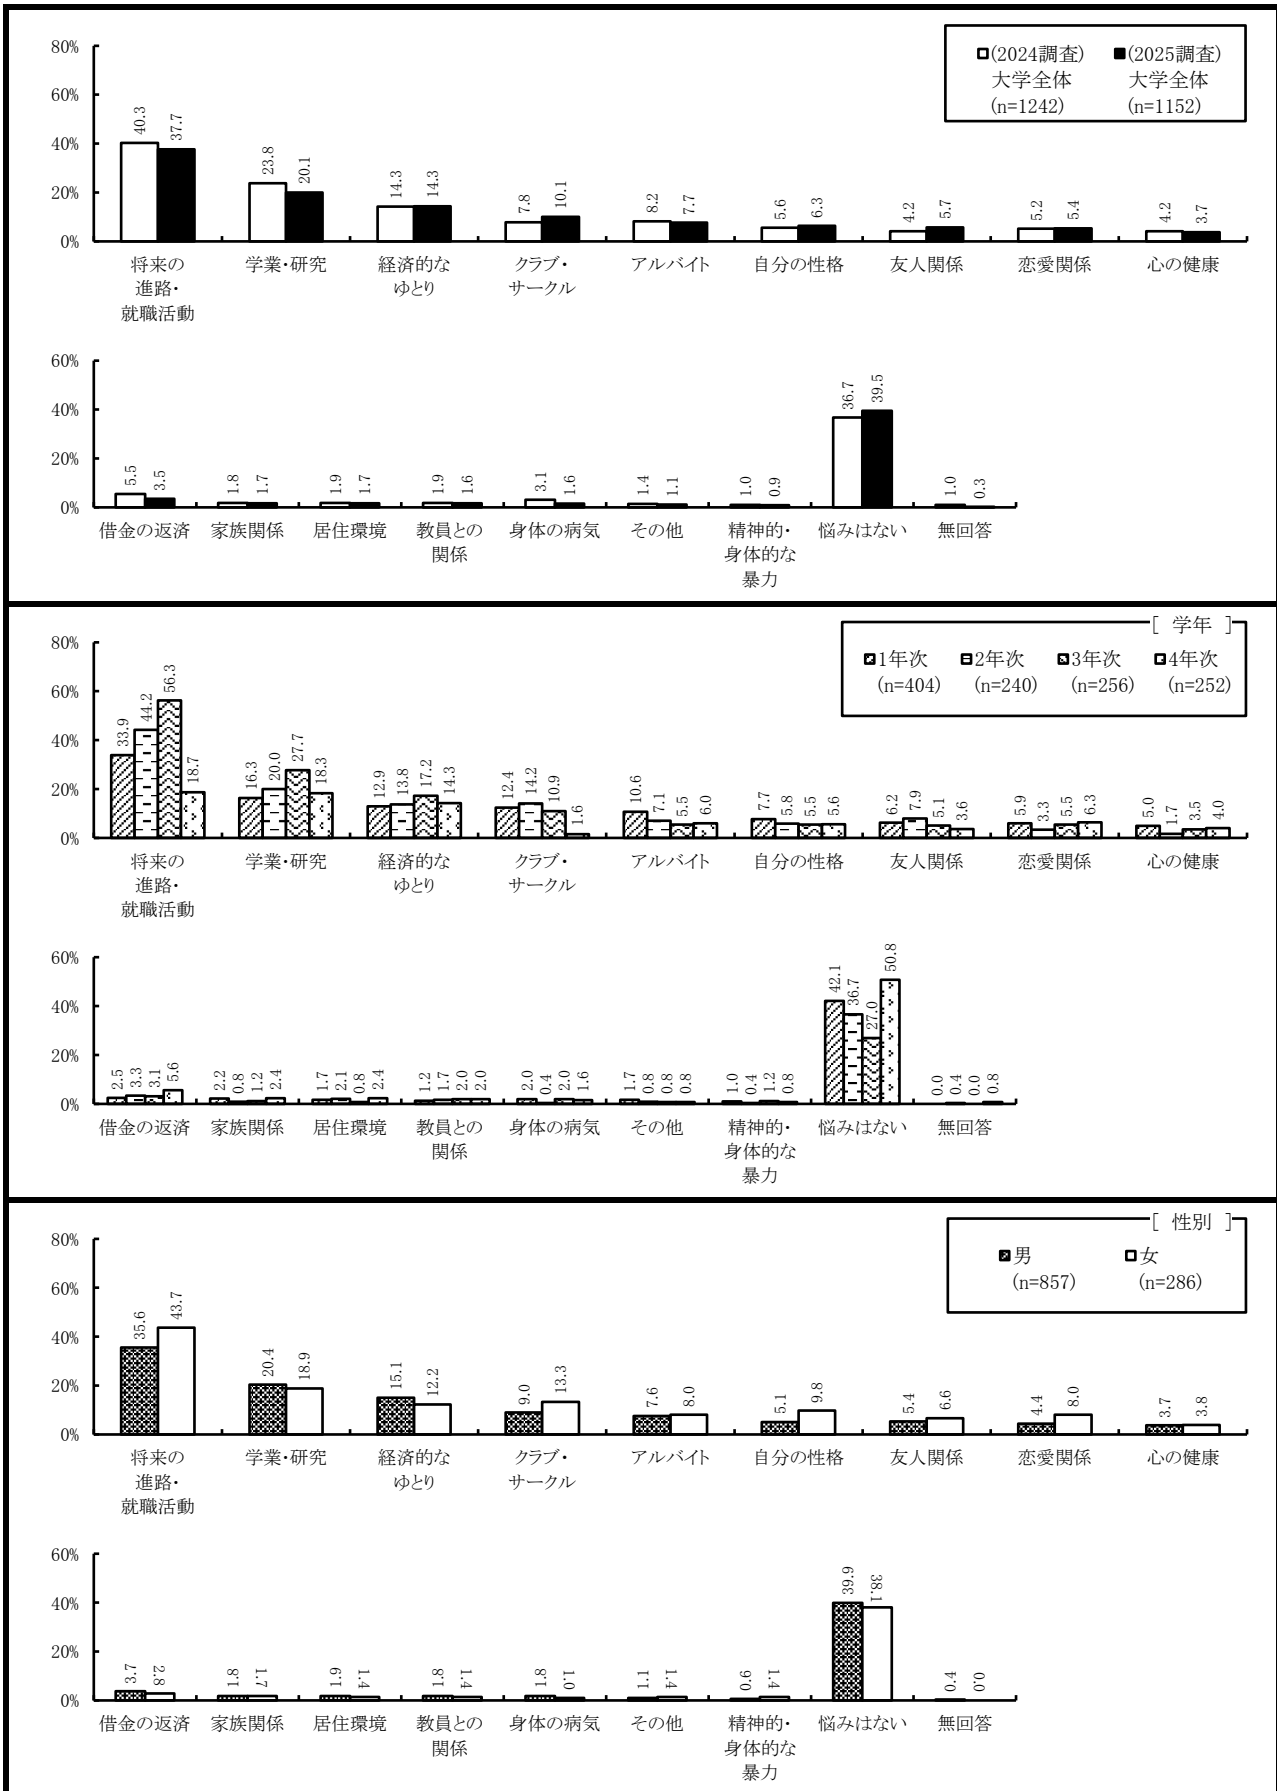 80%
60%
40%
20%
0%
(2024調査) (2025調査)
大学全体 大学全体
(n=1242) (n=1152)
40.3 37.7 23.8 20.1 14.3 14.3 7.8 10.1 8.2 7.7 5.6 6.3 4.2 5.7 5.2 5.4 4.2 3.7
将来の 学業・研究 経済的な クラブ・ アルバイト 自分の性格 友人関係 恋愛関係 心の健康
進路・ ゆとり サークル
就職活動
60%
40%
20%
0%
5.5 3.5 1.8 1.7 1.9 1.7 1.9 1.6 3.1 1.6 1.4 1.1 1.0 0.9 36.7 39.5 1.0 0.3
借金の返済 家族関係 居住環境 教員との 身体の病気 その他 精神的・ 悩みはない 無回答
関係 身体的な
暴力
80%
60%
40%
20%
0%
[ 学年 ]
1年次 2年次 3年次 4年次
(n=404) (n=240) (n=256) (n=252)
33.9 44.2 56.3 18.7 16.3 20.0 27.7 18.3 12.9 13.8 17.2 14.3 12.4 14.2 10.9 1.6 10.6 7.1 5.5 6.0 7.7 5.8 5.5 5.6 6.2 7.9 5.1 3.6 5.9 3.3 5.5 6.3 5.0 1.7 3.5 4.0
将来の 学業・研究 経済的な クラブ・ アルバイト 自分の性格 友人関係 恋愛関係 心の健康
進路・ ゆとり サークル
就職活動
60%
40%
20%
0%
2.5 3.3 3.1 5.6 2.2 0.8 1.2 2.4 1.7 2.1 0.8 2.4 1.2 1.7 2.0 2.0 2.0 0.4 2.0 1.6 1.7 0.8 0.8 0.8 1.0 0.4 1.2 0.8 42.1 36.7 27.0 50.8 0.0 0.4 0.0 0.8
借金の返済 家族関係 居住環境 教員との 身体の病気 その他 精神的・ 悩みはない 無回答
関係 身体的な
暴力
80%
60%
40%
20%
0%
[ 性別 ]
男 女
(n=857) (n=286)
35.6 43.7 20.4 18.9 15.1 12.2 9.0 13.3 7.6 8.0 5.1 9.8 5.4 6.6 4.4 8.0 3.7 3.8
将来の 学業・研究 経済的な クラブ・ アルバイト 自分の性格 友人関係 恋愛関係 心の健康
進路・ ゆとり サークル
就職活動
60%
40%
20%
0%
3.7 2.8 1.8 1.7 1.9 1.4 1.8 1.4 1.8 1.0 1.1 1.4 0.6 1.4 39.9 38.1 0.4 0.0
借金の返済 家族関係 居住環境 教員との 身体の病気 その他 精神的・ 悩みはない 無回答
関係 身体的な
暴力